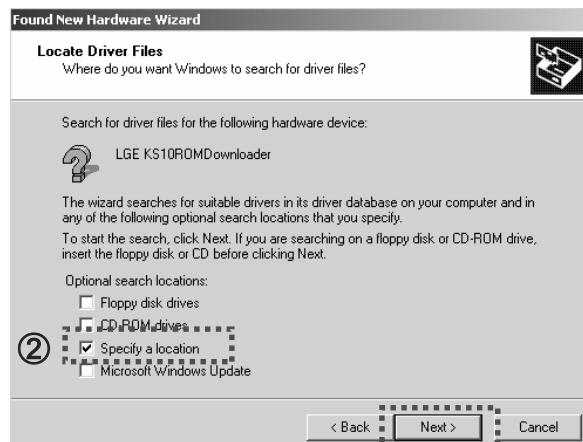 Found New Hardware Wizard
Locate Driver Files
Where do you want Windows to search for driver files?
Search for driver files for the following hardware device:
LGE KS10ROMDownloader
The wizard searches for suitable drivers in its driver database on your computer and in
any of the following optional search locations that you specify.
To start the search, click Next. If you are searching on a floppy disk or CD-ROM drive,
insert the floppy disk or CD before clicking Next.
Optional search locations:
Floppy disk drives
CD-ROM drives
② Specify a location
Microsoft Windows Update
< Back Next > Cancel